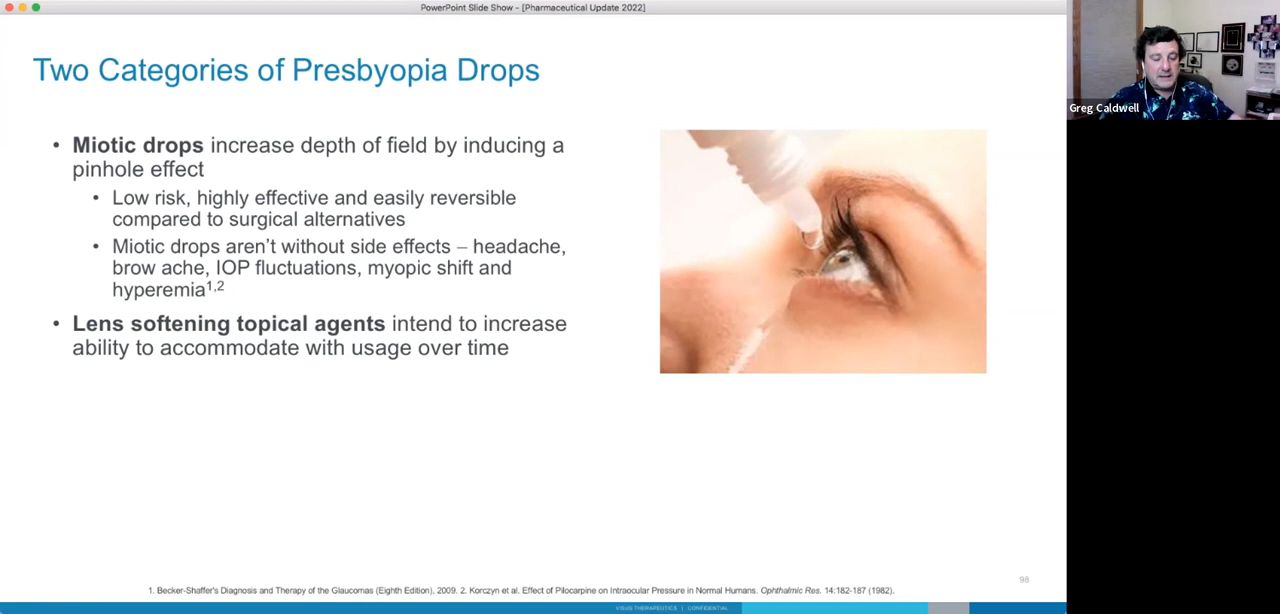 PowerPoint Slide Show - [Pharmaceutical Update 2022]
Two Categories of Presbyopia Drops
• Miotic drops increase depth of field by inducing a
pinhole effect
• Low risk, highly effective and easily reversible
compared to surgical alternatives
• Miotic drops aren't without side effects – headache,
brow ache, IOP fluctuations, myopic shift and
hyperemia1,2
• Lens softening topical agents intend to increase
ability to accommodate with usage over time
98
1. Becker-Shaffer's Diagnosis and Therapy of the Glaucomas (Eighth Edition), 2009. 2. Korczyn et al. Effect of Pilocarpine on Intraocular Pressure in Normal Humans. Ophthalmic Res. 14:182-187 (1982).
VISUS THERAPEUTICS | CONFIDENTIAL
Greg Caldwell